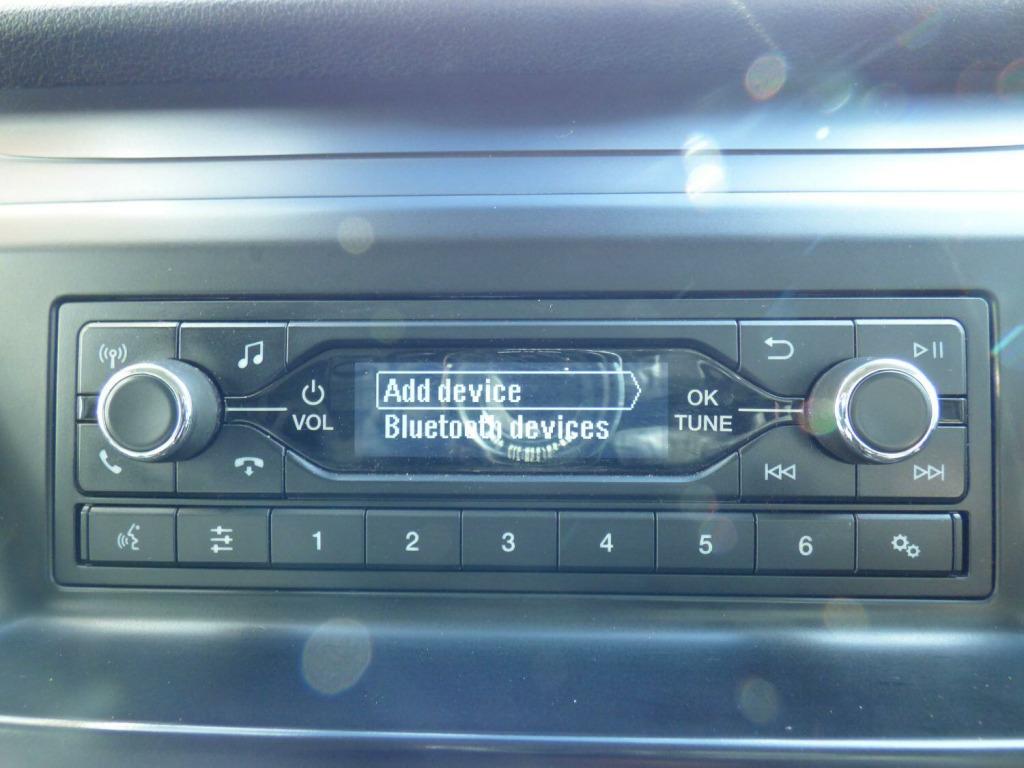 VOL
Add device
Bluetooth devices
OK
TUNE
1 2 3 4 5 6